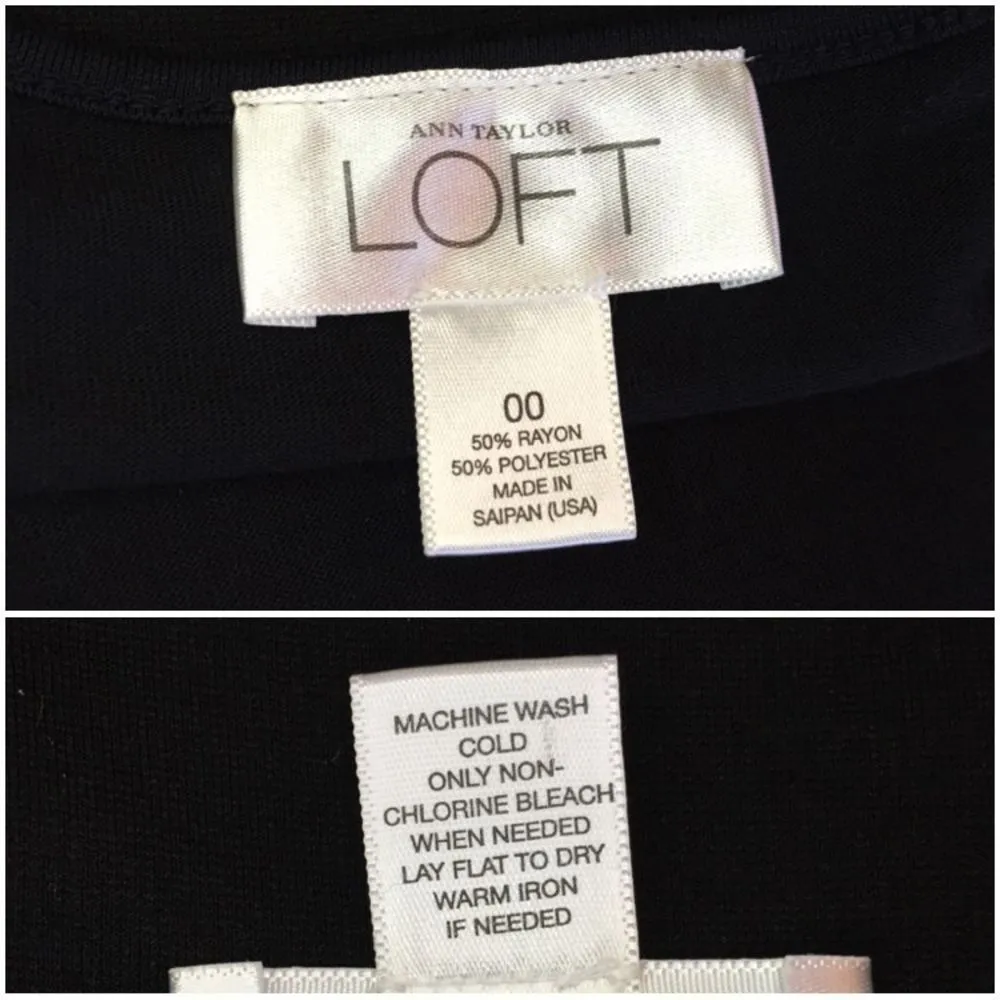 ANN TAYLOR
LOFT
00
50% RAYON
50% POLYESTER
MADE IN
SAIPAN (USA)
MACHINE WASH
COLD
ONLY NON-
CHLORINE BLEACH
WHEN NEEDED
LAY FLAT TO DRY
WARM IRON
IF NEEDED